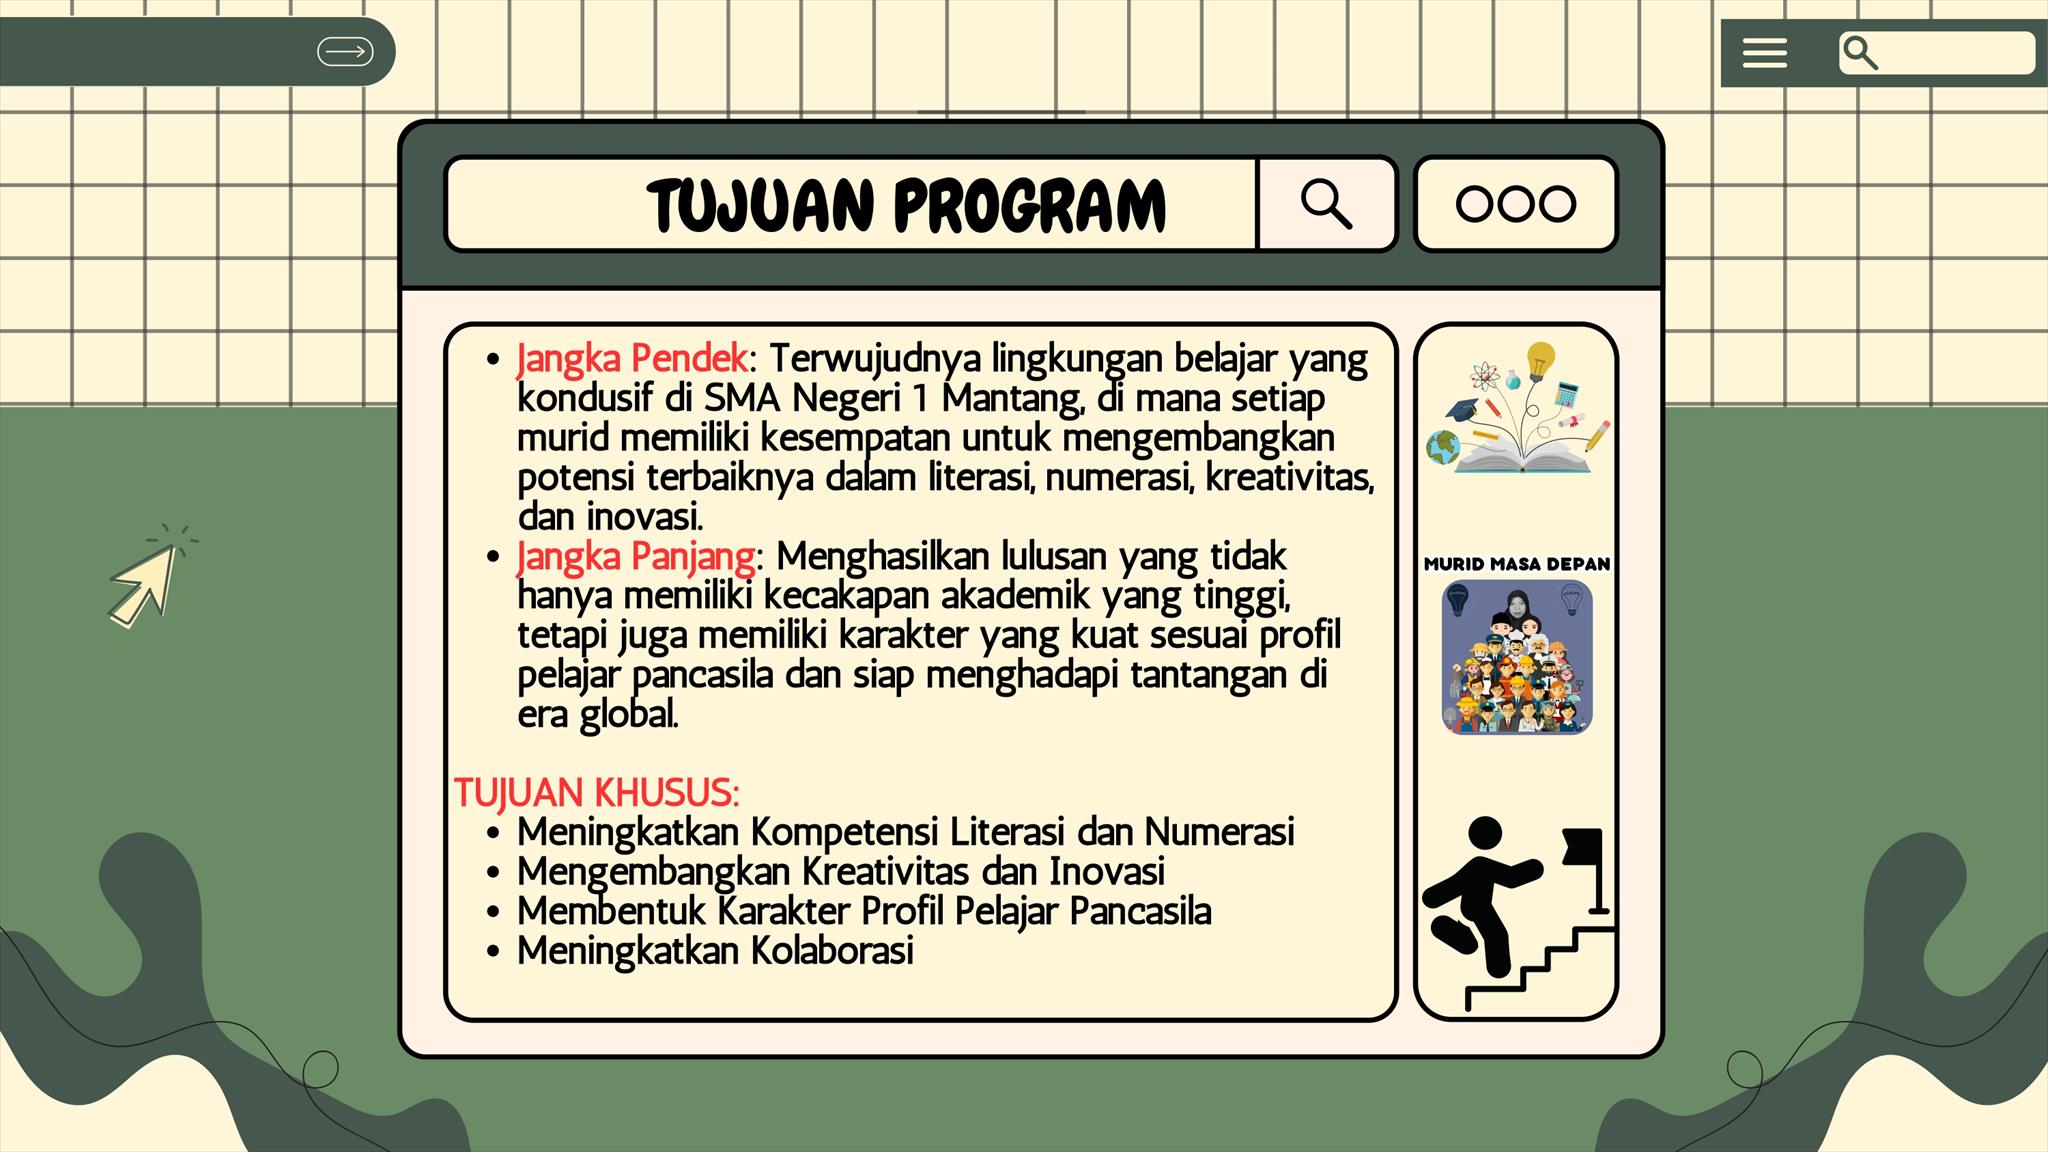 TUJUAN PROGRAM
• Jangka Pendek: Terwujudnya lingkungan belajar yang
kondusif di SMA Negeri 1 Mantang, di mana setiap
murid memiliki kesempatan untuk mengembangkan
potensi terbaiknya dalam literasi, numerasi, kreativitas,
dan inovasi.
• Jangka Panjang: Menghasilkan lulusan yang tidak
hanya memiliki kecakapan akademik yang tinggi,
tetapi juga memiliki karakter yang kuat sesuai profil
pelajar pancasila dan siap menghadapi tantangan di
era global.
TUJUAN KHUSUS:
• Meningkatkan Kompetensi Literasi dan Numerasi
• Mengembangkan Kreativitas dan Inovasi
• Membentuk Karakter Profil Pelajar Pancasila
• Meningkatkan Kolaborasi
MURID MASA DEPAN